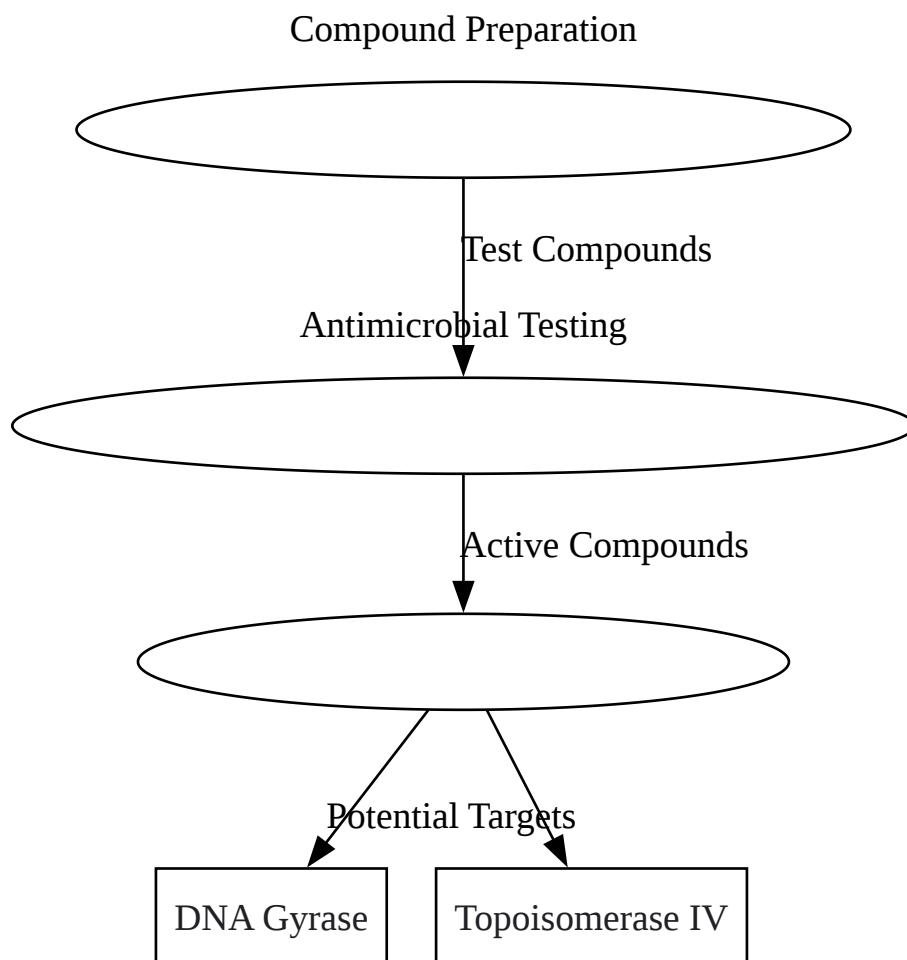 Compound Preparation
Test Compounds
Antimicrobial Testing
Active Compounds
Potential Targets
DNA Gyrase
Topoisomerase IV